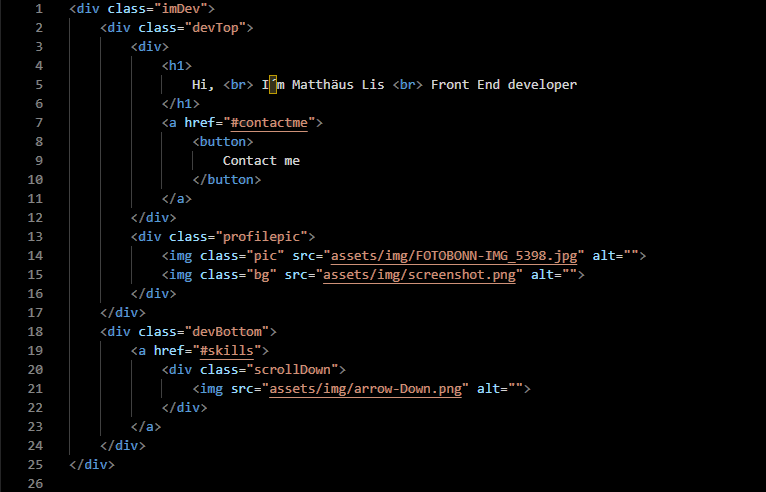 1 <div class="imDev">
2 <div class="devTop">
3 <div>
4 <h1>
5 Hi, <br> I´m Matthäus Lis <br> Front End developer
6 </h1>
7 <a href="#contactme">
8 <button>
9 Contact me
10 </button>
11 </a>
12 </div>
13 <div class="profilepic">
14 <img class="pic" src="assets/img/FOTOBONN-IMG_5398.jpg" alt="">
15 <img class="bg" src="assets/img/screenshot.png" alt="">
16 </div>
17 </div>
18 <div class="devBottom">
19 <a href="#skills">
20 <div class="scrollDown">
21 <img src="assets/img/arrow-Down.png" alt="">
22 </div>
23 </a>
24 </div>
25 </div>
26